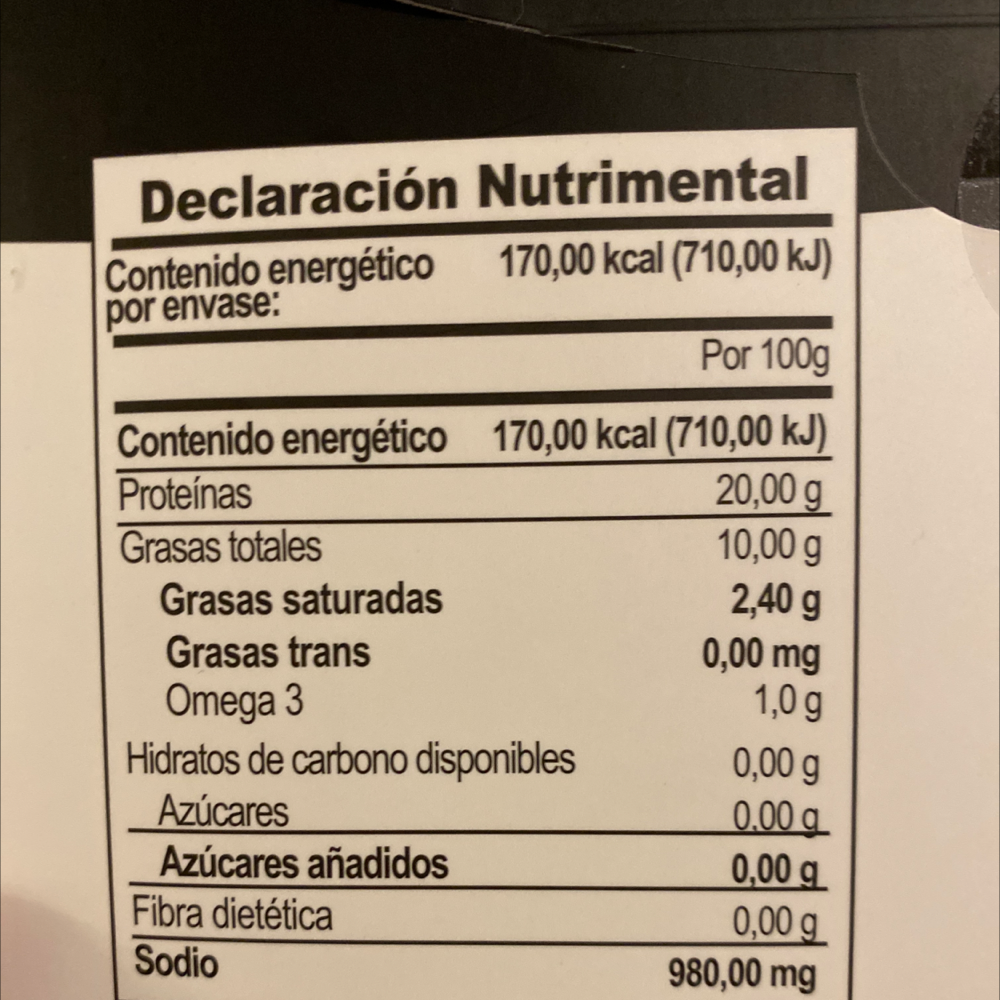 Declaración Nutrimental
Contenido energético 170,00 kcal (710,00 kJ)
por envase:
Por 100g
Contenido energético 170,00 kcal (710,00 kJ)
Proteínas 20,00 g
Grasas totales 10,00 g
Grasas saturadas 2,40 g
Grasas trans 0,00 mg
Omega 3 1,0 g
Hidratos de carbono disponibles 0,00 g
Azúcares 0,00 g
Azúcares añadidos 0,00 g
Fibra dietética 0,00 g
Sodio 980,00 mg